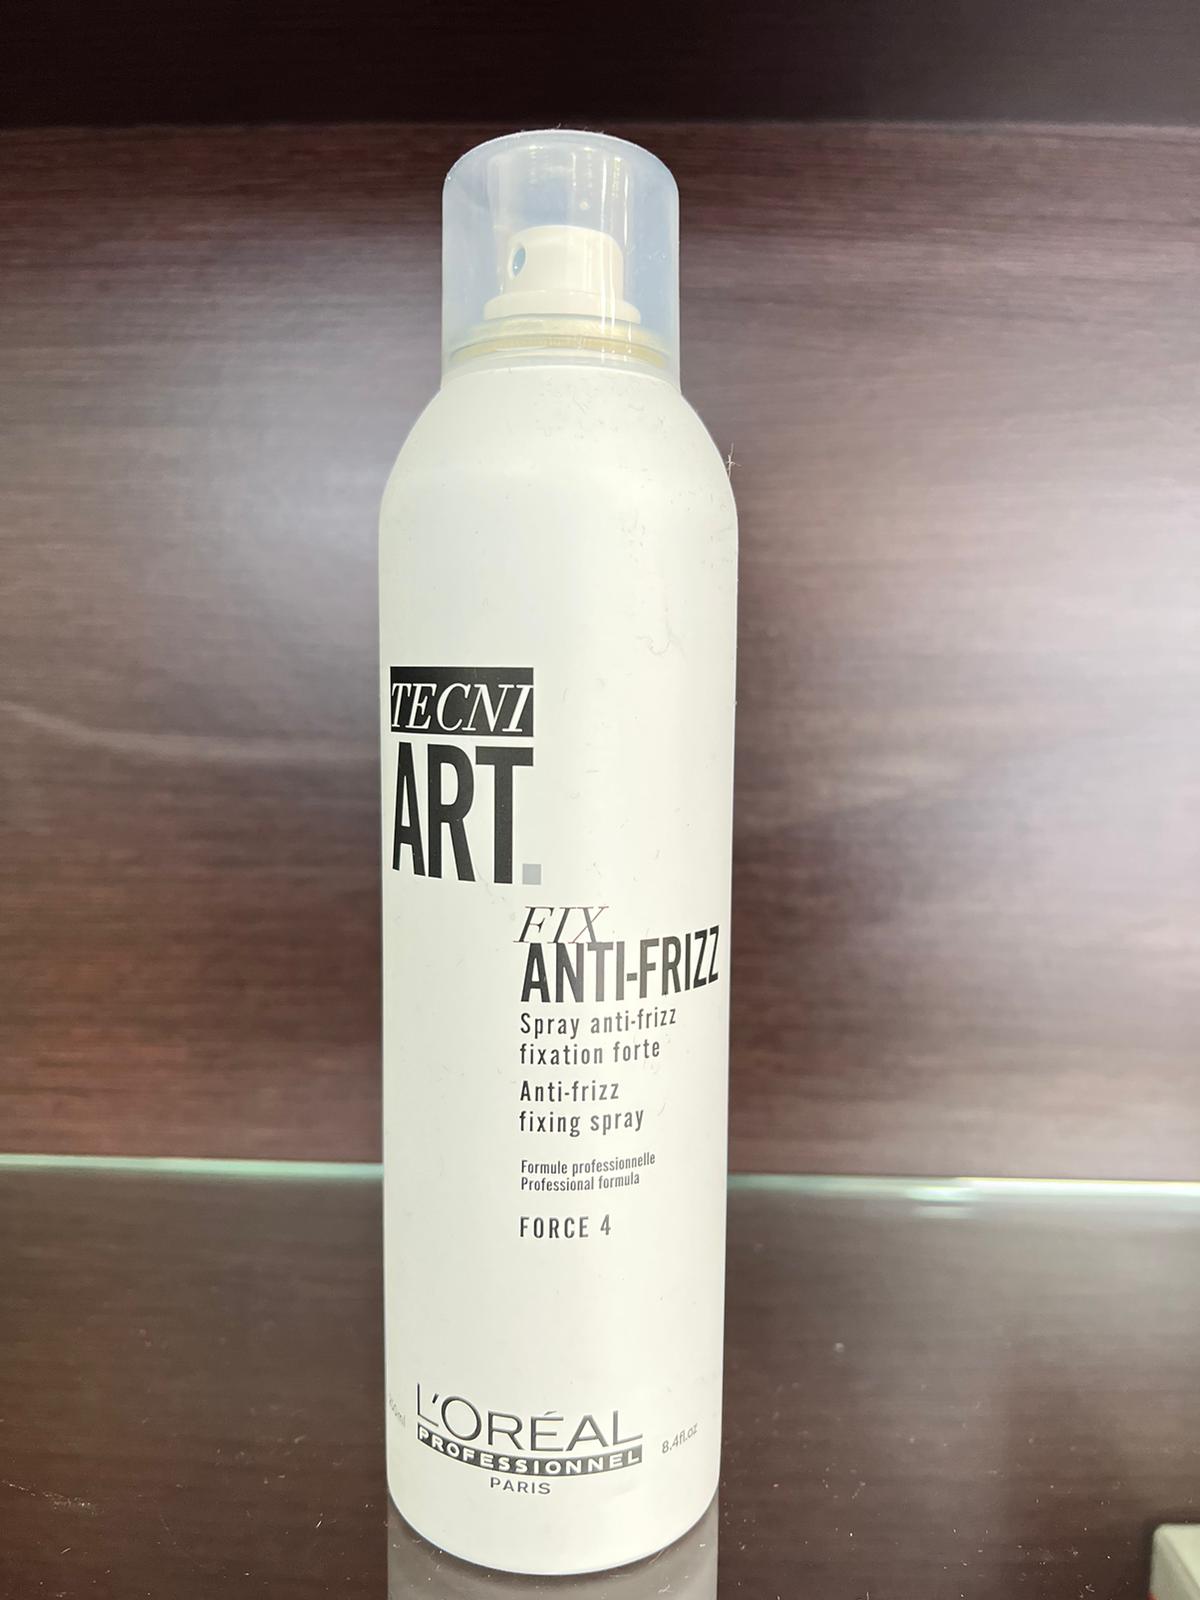 TECNI
ART.
FIX
ANTI-FRIZZ
Spray anti-frizz
fixation forte
Anti-frizz
fixing spray
Formule professionnelle
Professional formula
FORCE 4
L'ORÉAL
PROFESSIONNEL
PARIS
8.4fl.oz